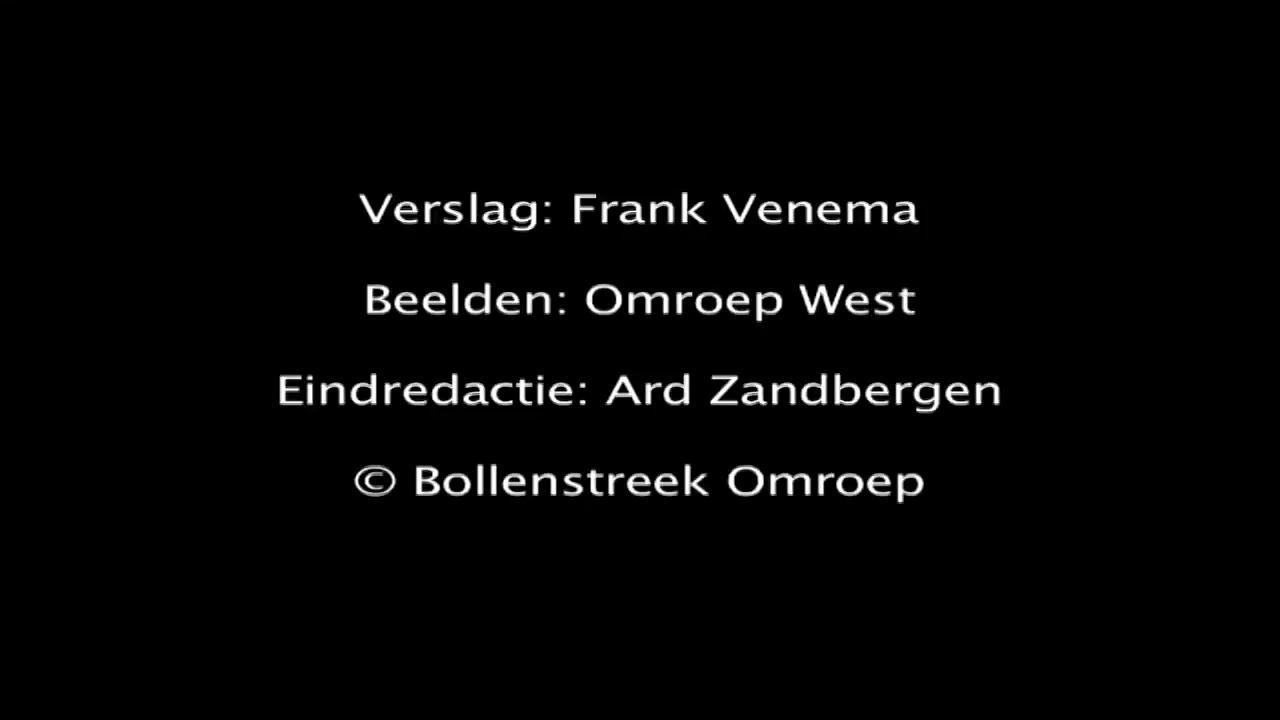 Verslag: Frank Venema
Beelden: Omroep West
Eindredactie: Ard Zandbergen
© Bollenstreek Omroep